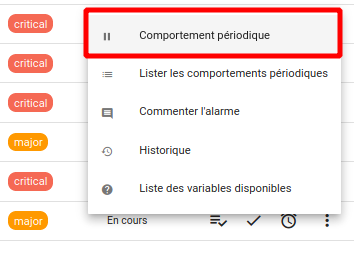 critical
Comportement périodique
critical
Lister les comportements périodiques
critical
Commenter l'alarme
major
Historique
critical
Liste des variables disponibles
major
En cours